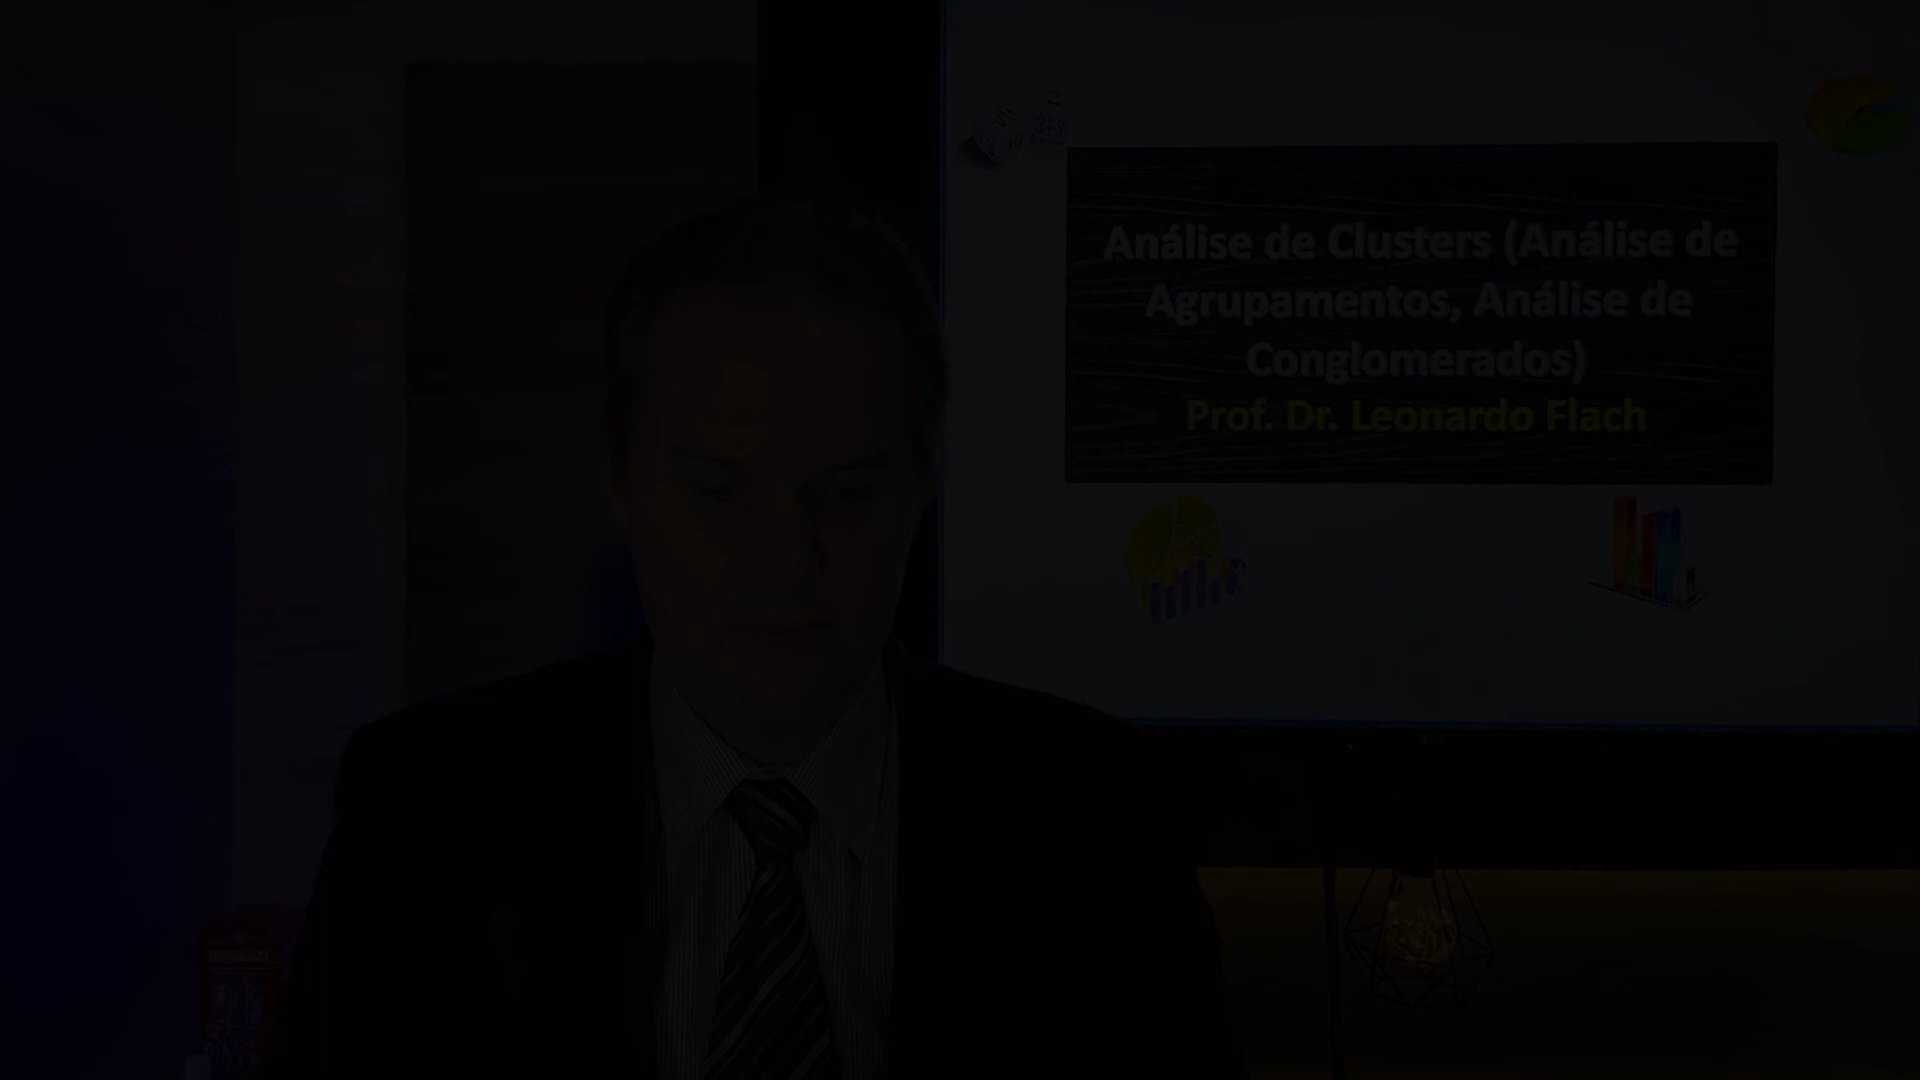 Análise de Clusters (Análise de
Agrupamentos, Análise de
Conglomerados)
Prof. Dr. Leonardo Flach